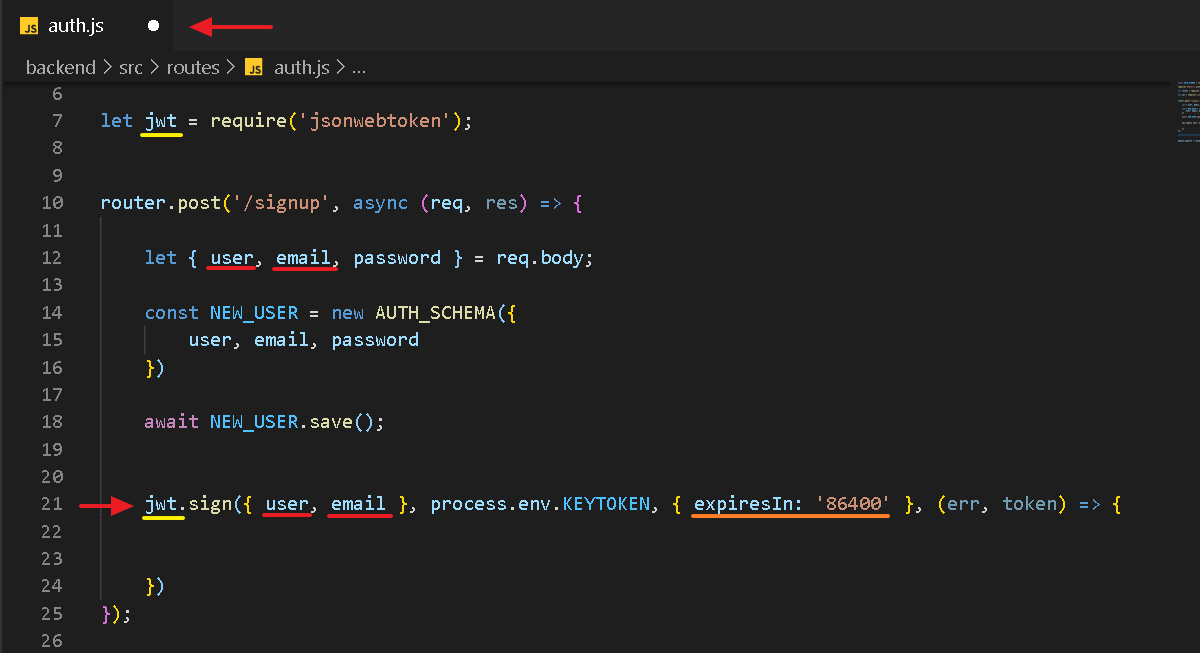 JS auth.js
backend > src > routes > JS auth.js > ...
6
7 let jwt = require('jsonwebtoken');
8
9
10 router.post('/signup', async (req, res) => {
11
12 let { user, email, password } = req.body;
13
14 const NEW_USER = new AUTH_SCHEMA({
15 user, email, password
16 })
17
18 await NEW_USER.save();
19
20
21 jwt.sign({ user, email }, process.env.KEYTOKEN, { expiresIn: '86400' }, (err, token) => {
22
23
24 })
25 });
26